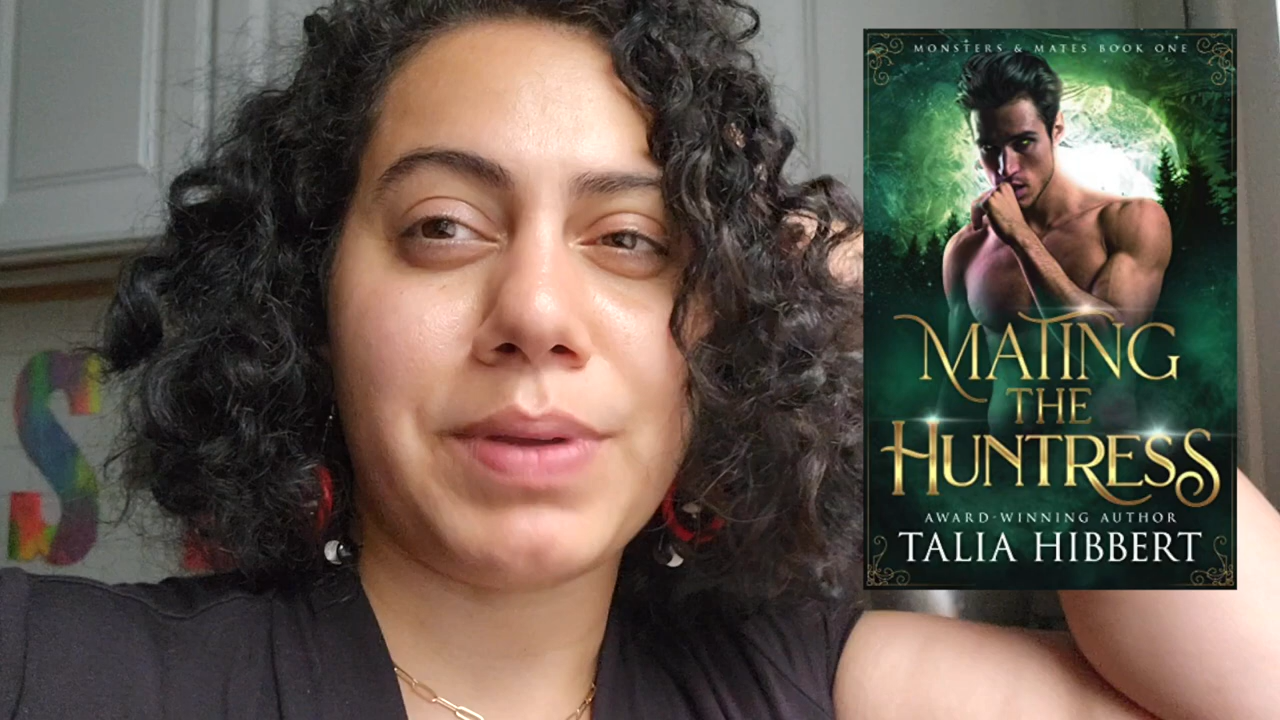 S
MONSTERS & MATES BOOK ONE
MATING
THE
HUNTRESS
AWARD-WINNING AUTHOR
TALIA HIBBERT